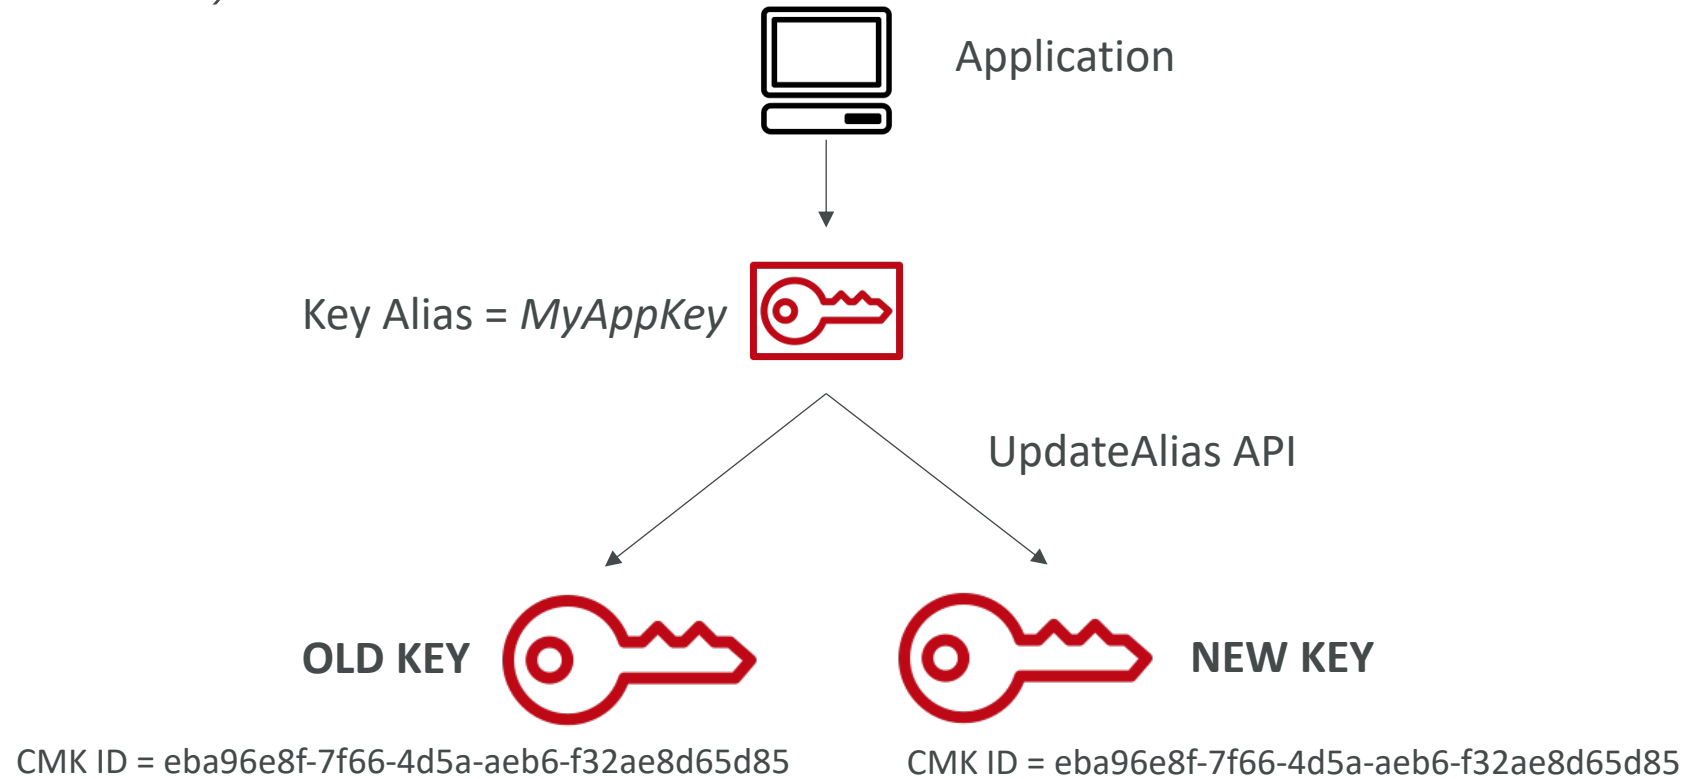 Application
Key Alias = MyAppKey
UpdateAlias API
OLD KEY
NEW KEY
CMK ID = eba96e8f-7f66-4d5a-aeb6-f32ae8d65d85
CMK ID = eba96e8f-7f66-4d5a-aeb6-f32ae8d65d85